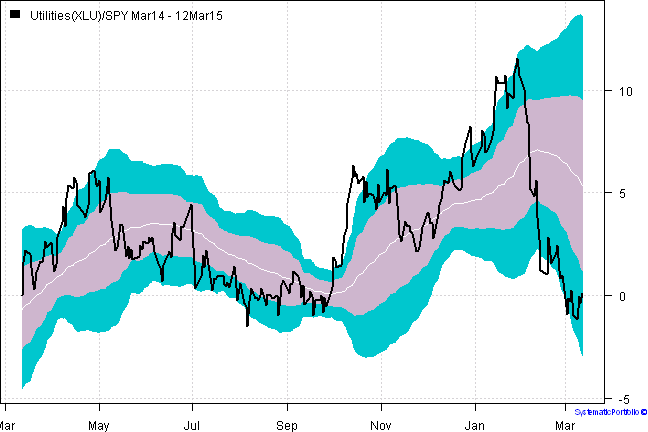 Utilities(XLU)/SPY Mar14 - 12Mar15
10
5
0
-5
Mar May Jul Sep Nov Jan Mar
SystematicPortfolio ©